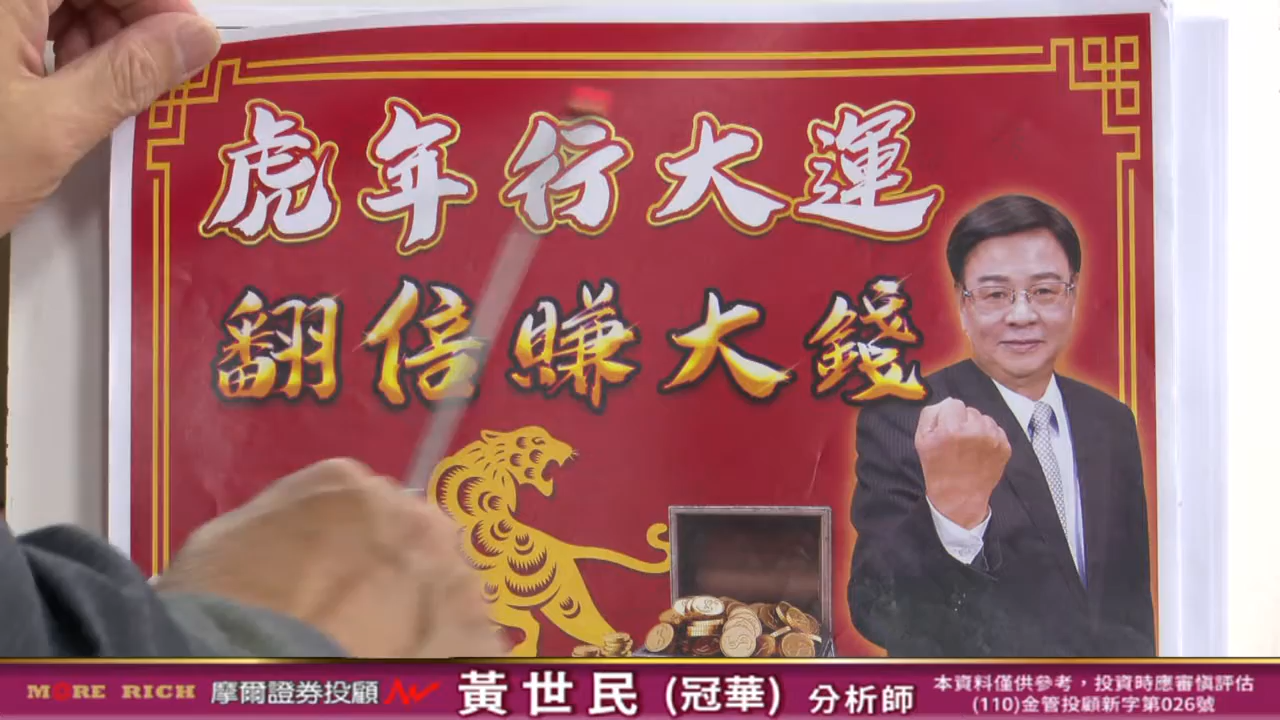 虎年行大運
翻倍賺大錢
MORE RICH 摩爾證券投顧 黃世民(冠華) 分析師
本資料僅供參考，投資時應審慎評估
(110)金管投顧新字第026號